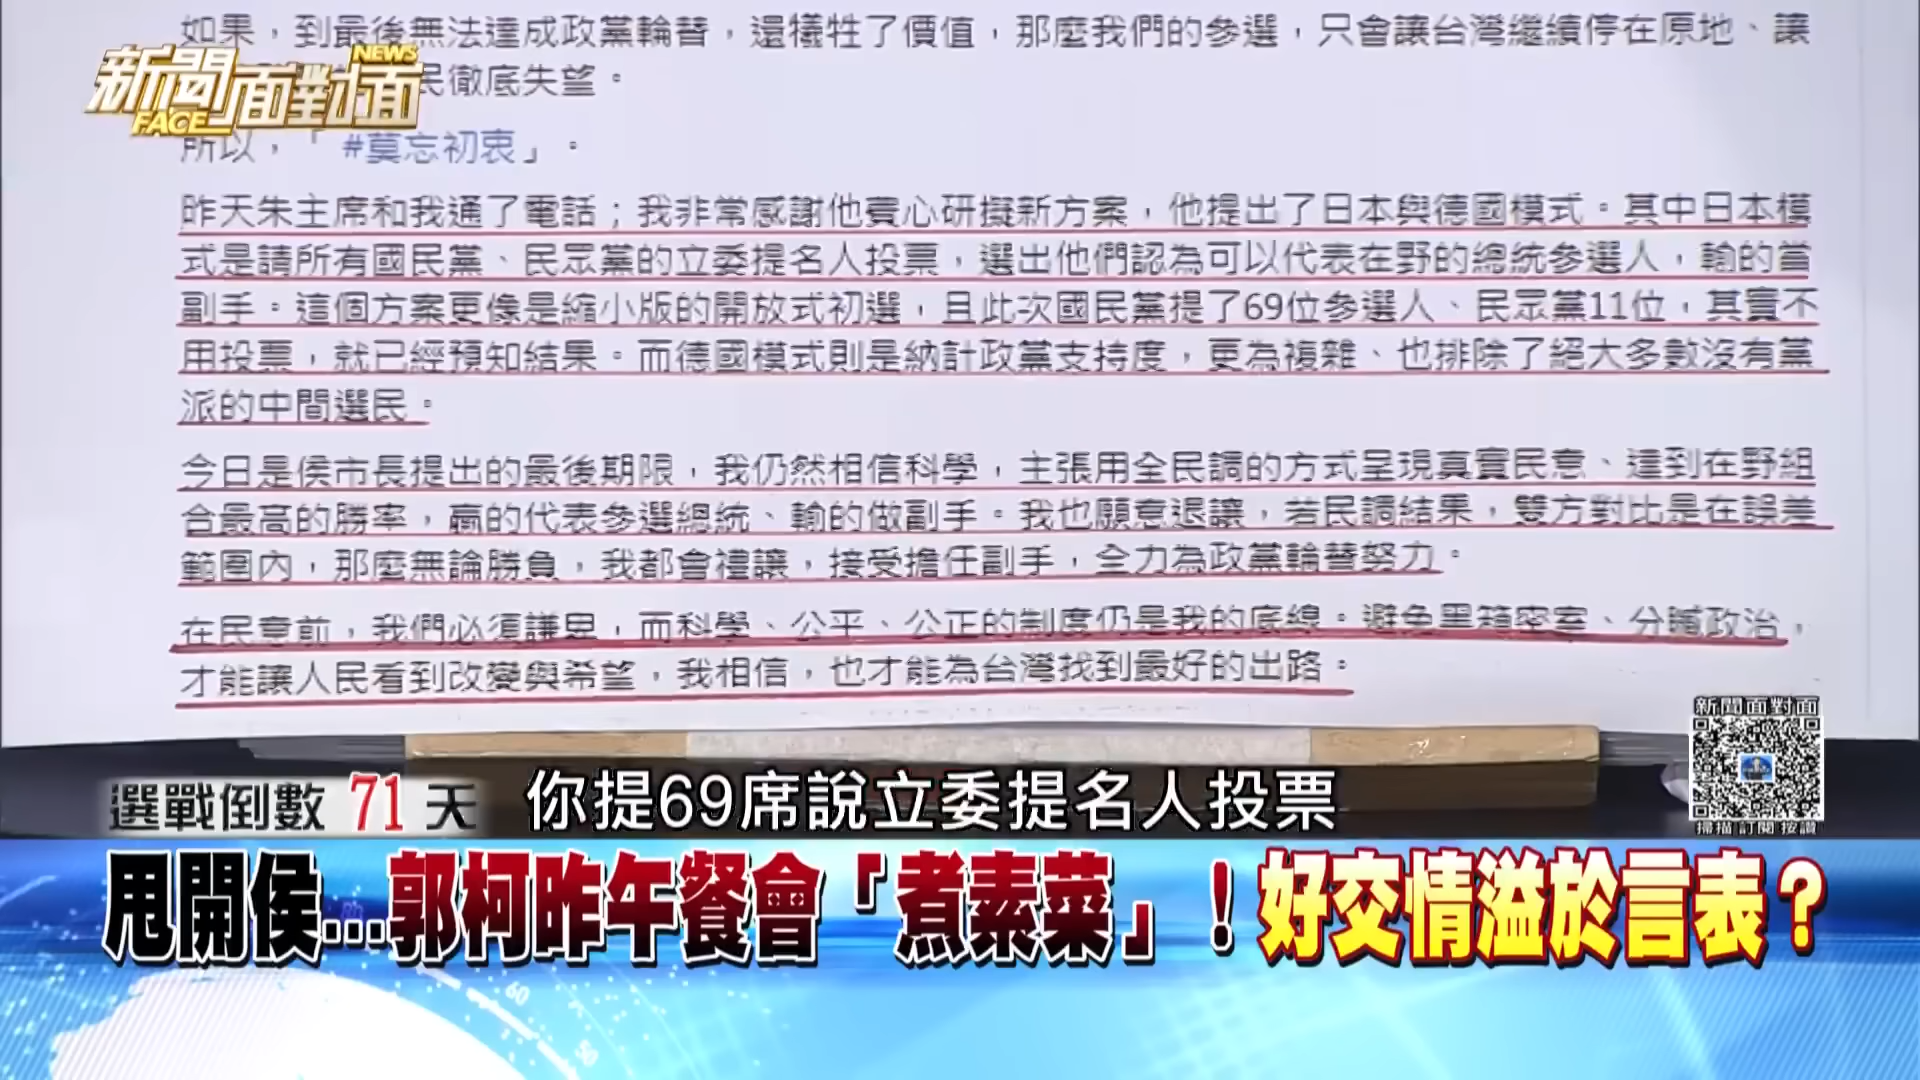 如果，到最後無法達成政黨輪替，還犧牲了價值，那麼我們的參選，只會讓台灣繼續停在原地、讓
民徹底失望。
新聞面對面
NEWS
FACE
所以，「 #莫忘初衷」。
昨天朱主席和我通了電話；我非常感謝他費心研擬新方案，他提出了日本與德國模式。其中日本模
式是請所有國民黨、民眾黨的立委提名人投票，選出他們認為可以代表在野的總統參選人，輸的當
副手。這個方案更像是縮小版的開放式初選，且此次國民黨提了69位參選人、民眾黨11位，其實不
用投票，就已經預知結果。而德國模式則是納計政黨支持度，更為複雜、也排除了絕大多數沒有黨
派的中間選民。
今日是侯市長提出的最後期限，我仍然相信科學，主張用全民調的方式呈現真實民意、達到在野組
合最高的勝率，贏的代表參選總統、輸的做副手。我也願意退讓，若民調結果，雙方對比是在誤差
範圍內，那麼無論勝負，我都會禮讓，接受擔任副手，全力為政黨輪替努力。
在民意前，我們必須謙卑，而科學、公平、公正的制度仍是我的底線。避免黑箱密室、分贓政治，
才能讓人民看到改變與希望，我相信，也才能為台灣找到最好的出路。
新聞面對面
掃描 訂閱 按讚
選戰倒數 71 天
你提69席說立委提名人投票
甩開侯...郭柯昨午餐會「煮素菜」！好交情溢於言表？
60
50